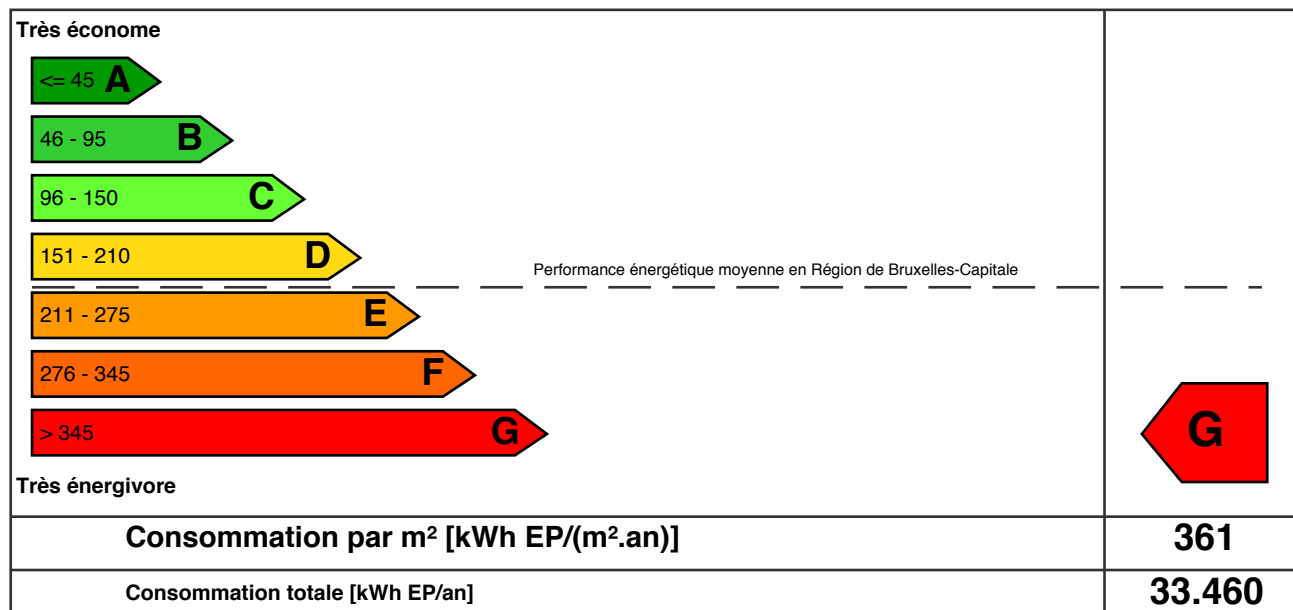 Très économe
<= 45 A
46 - 95 B
96 - 150 C
151 - 210 D
Performance énergétique moyenne en Région de Bruxelles-Capitale
211 - 275 E
276 - 345 F
> 345 G
G
Très énergivore
Consommation par m² [kWh EP/(m².an)] 361
Consommation totale [kWh EP/an] 33.460